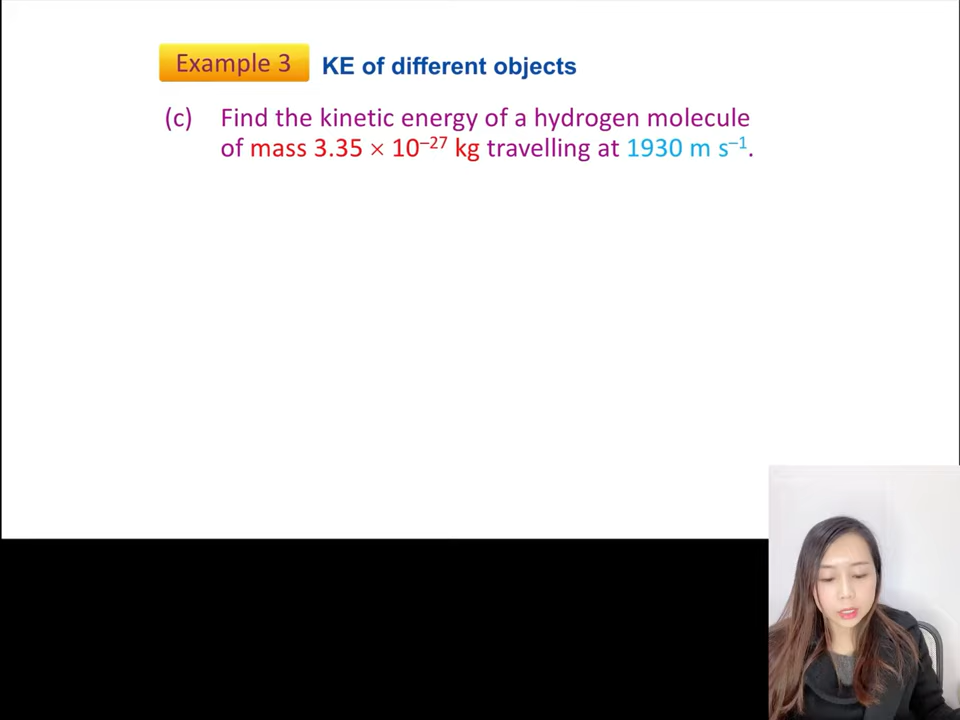 Example 3 KE of different objects
(c) Find the kinetic energy of a hydrogen molecule
of mass 3.35 × 10⁻²⁷ kg travelling at 1930 m s⁻¹.